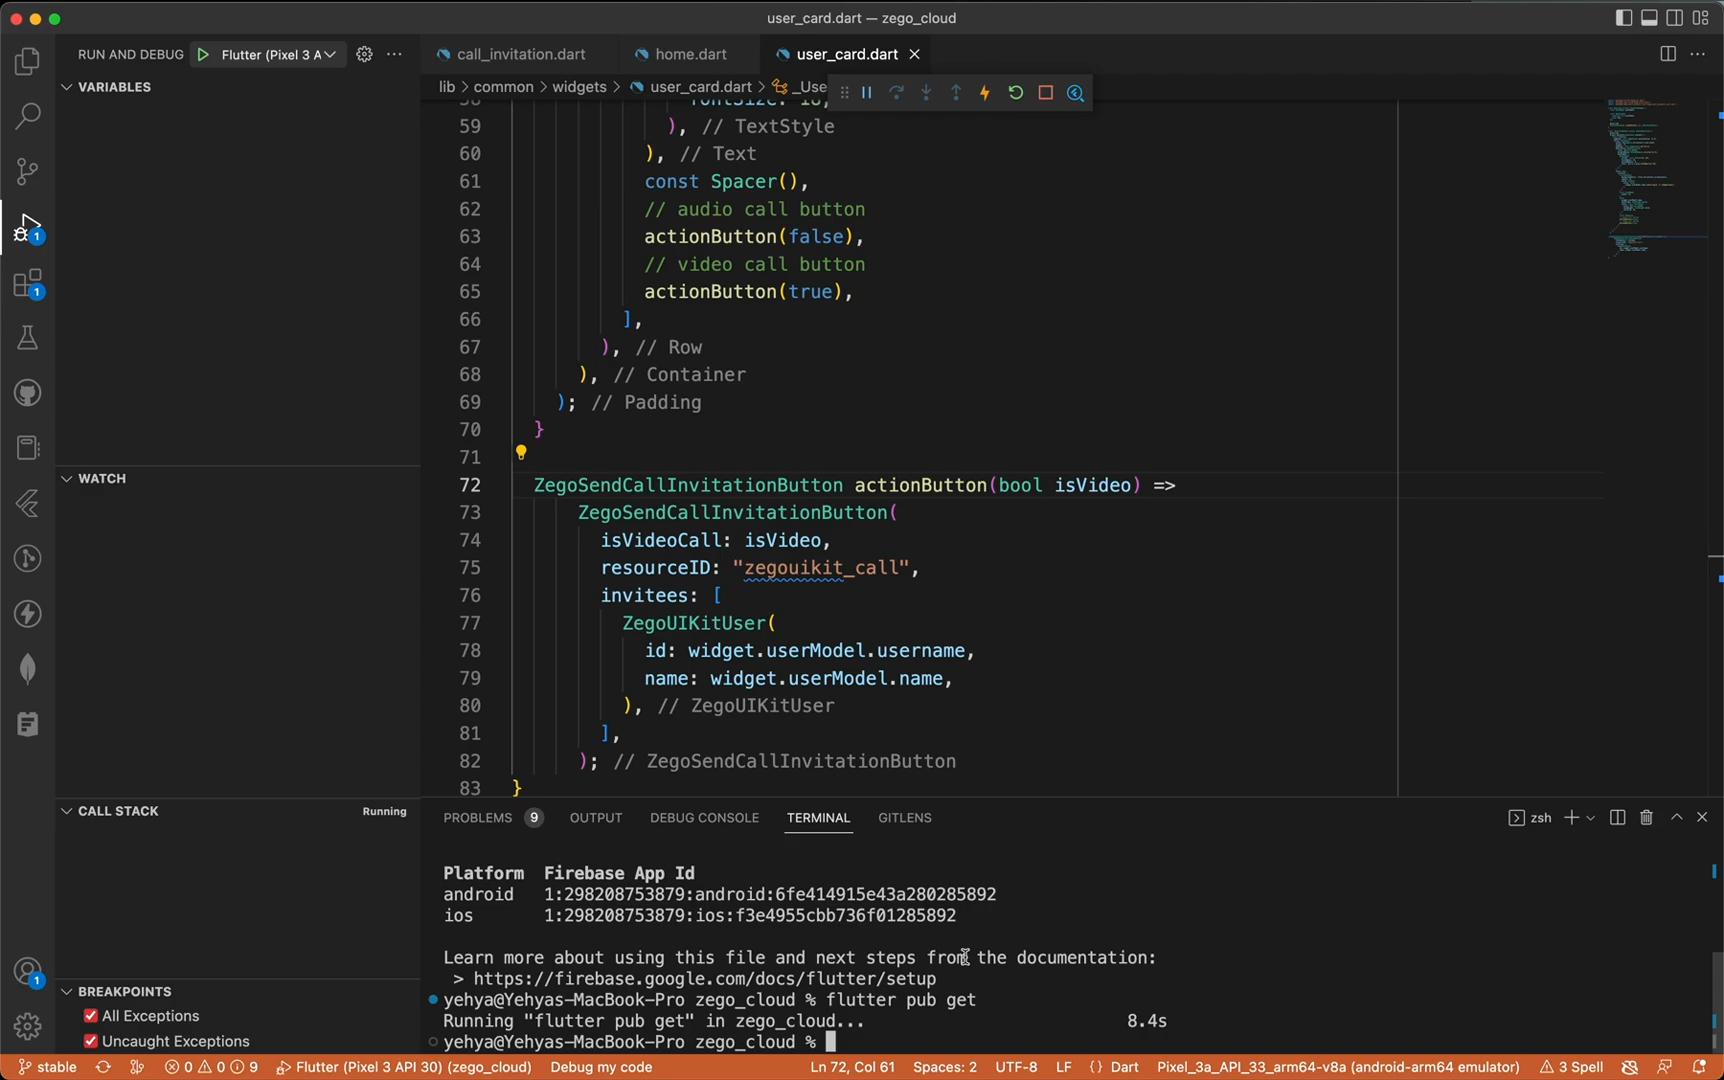 user_card.dart — zego_cloud
RUN AND DEBUG
Flutter (Pixel 3 A
call_invitation.dart
home.dart
user_card.dart
VARIABLES
lib > common > widgets > user_card.dart > _Use
59 ), // TextStyle
60 ), // Text
61 const Spacer(),
62 // audio call button
63 actionButton(false),
64 // video call button
65 actionButton(true),
66 ],
67 ), // Row
68 ), // Container
69 ); // Padding
70 }
71
72 ZegoSendCallInvitationButton actionButton(bool isVideo) =>
73 ZegoSendCallInvitationButton(
74 isVideoCall: isVideo,
75 resourceID: "zegouikit_call",
76 invitees: [
77 ZegoUIKitUser(
78 id: widget.userModel.username,
79 name: widget.userModel.name,
80 ), // ZegoUIKitUser
81 ],
82 ); // ZegoSendCallInvitationButton
83 }
1
1
WATCH
CALL STACK
Running
PROBLEMS 9 OUTPUT DEBUG CONSOLE TERMINAL GITLENS
zsh
Platform Firebase App Id
android 1:298208753879:android:6fe414915e43a280285892
ios 1:298208753879:ios:f3e4955cbb736f01285892
Learn more about using this file and next steps from the documentation:
> https://firebase.google.com/docs/flutter/setup
yehya@Yehyas-MacBook-Pro zego_cloud % flutter pub get
Running "flutter pub get" in zego_cloud... 8.4s
yehya@Yehyas-MacBook-Pro zego_cloud %
1
BREAKPOINTS
All Exceptions
Uncaught Exceptions
stable 0 0 9 Flutter (Pixel 3 API 30) (zego_cloud) Debug my code Ln 72, Col 61 Spaces: 2 UTF-8 LF {} Dart Pixel_3a_API_33_arm64-v8a (android-arm64 emulator) 3 Spell